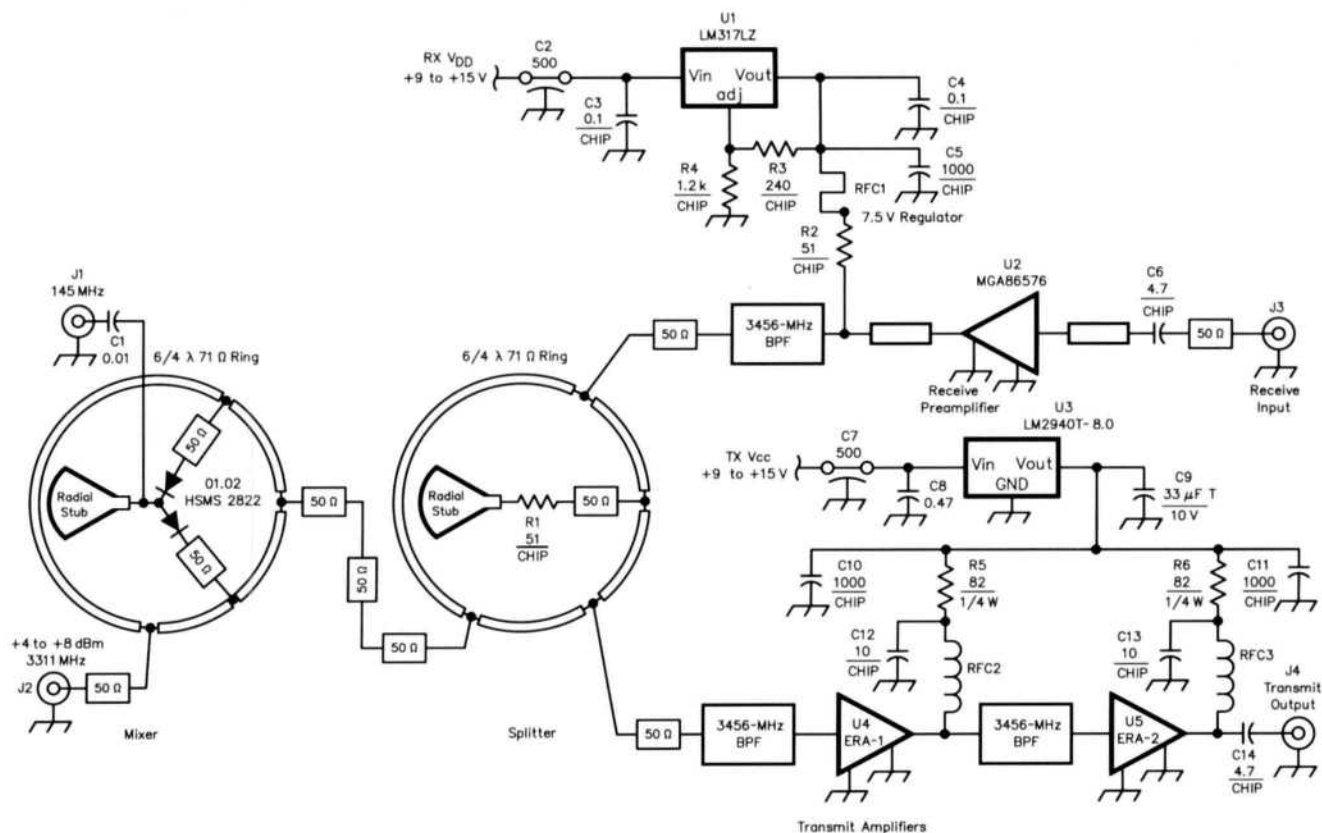 U1
LM317LZ
C2
500
RX VDD
+9 to +15 V
Vin Vout
adj
C3
0.1
CHIP
C4
0.1
CHIP
C5
1000
CHIP
R4
1.2 k
CHIP
R3
240
CHIP
RFC1
7.5 V Regulator
R2
51
CHIP
U2
MGA86576
C6
4.7
CHIP
J3
50 Ω
3456-MHz
BPF
50 Ω
Receive
Preamplifier
Receive
Input
J1
145 MHz
C1
0.01
6/4 λ 71 Ω Ring
50 Ω
Radial
Stub
01.02
HSMS 2822
50 Ω
50 Ω
50 Ω
50 Ω
+4 to +8 dBm
3311 MHz
J2
50 Ω
Mixer
6/4 λ 71 Ω Ring
Radial
Stub
R1
51
CHIP
50 Ω
Splitter
U3
LM2940T-8.0
C7
500
TX Vcc
+9 to +15 V
Vin Vout
GND
C8
0.47
C9
33 µF T
10 V
C10
1000
CHIP
R5
82
1/4 W
R6
82
1/4 W
C11
1000
CHIP
C12
10
CHIP
RFC2
C13
10
CHIP
RFC3
J4
Transmit
Output
50 Ω
3456-MHz
BPF
U4
ERA-1
3456-MHz
BPF
U5
ERA-2
C14
4.7
CHIP
Transmit Amplifiers